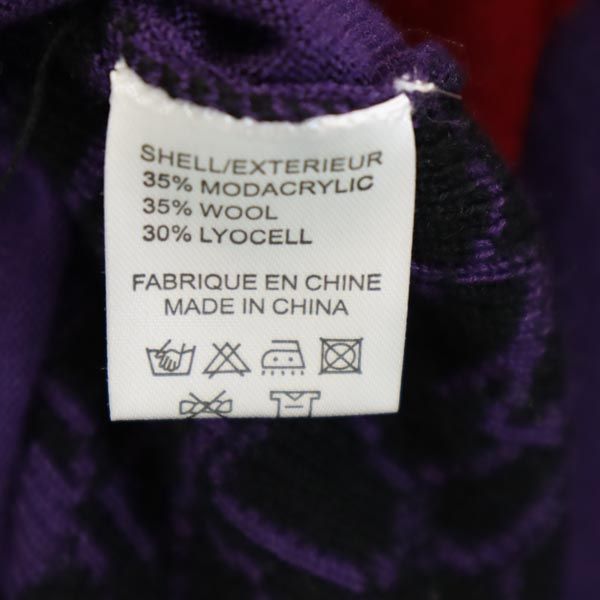 SHELL/EXTERIEUR
35% MODACRYLIC
35% WOOL
30% LYOCELL
FABRIQUE EN CHINE
MADE IN CHINA